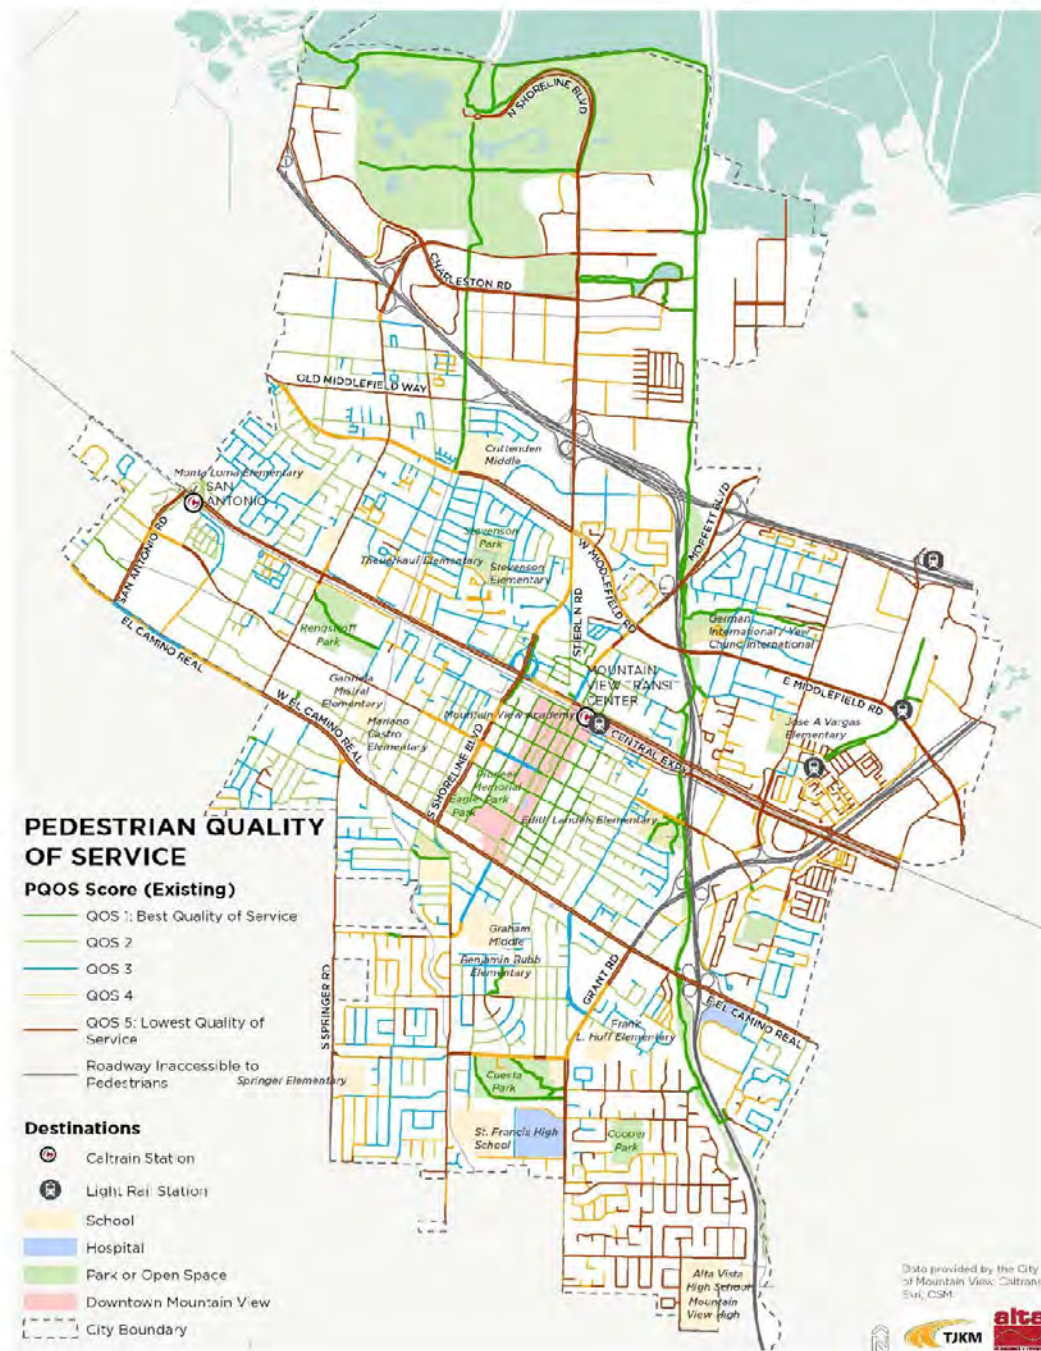 N SHORELINE BLVD
CHARLESTON RD
OLD MIDDLEFIELD WAY
Crittenden
Middle
Monta Loma Elementary
SAN
ANTONIO
SAN ANTONIO RD
Stevenson
Park
Theuerkauf Elementary
Stevenson
Elementary
W MIDDLEFIELD RD
MOFFETT BLVD
STIERLIN RD
German
International / Yew
Chung International
EL CAMINO REAL
Rengstorff
Park
MOUNTAIN
VIEW TRANSIT
CENTER
E MIDDLEFIELD RD
Gabriela
Mistral
Elementary
W EL CAMINO REAL
Mountain View Academy
Mariano
Castro
Elementary
Jose A Vargas
Elementary
CENTRAL EXPY
S SHORELINE BLVD
Pioneer
Memorial
Park
Eagle
Park
Edith Landels Elementary
PEDESTRIAN QUALITY
OF SERVICE
PQOS Score (Existing)
QOS 1: Best Quality of Service
QOS 2
QOS 3
QOS 4
QOS 5: Lowest Quality of
Service
Roadway Inaccessible to
Pedestrians
Graham
Middle
Benjamin Bubb
Elementary
GRANT RD
S SPRINGER RD
E EL CAMINO REAL
Frank
L. Huff Elementary
Springer Elementary
Cuesta
Park
St. Francis High
School
Cooper
Park
Destinations
Caltrain Station
Light Rail Station
School
Hospital
Park or Open Space
Downtown Mountain View
City Boundary
Alta Vista
High School
Mountain
View High
Data provided by the City
of Mountain View, Caltrans
Esri, OSM
TJKM
alta